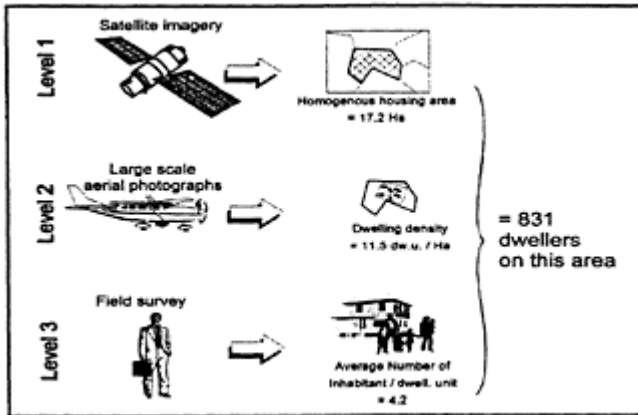 Level 1
Satellite imagery
Homogenous housing area
= 17.2 Ha
Level 2
Large scale
aerial photographs
Dwelling density
= 11.5 dw.u. / Ha
= 831
dwellers
on this area
Level 3
Field survey
Average Number of
Inhabitant / dwell. unit
= 4.2